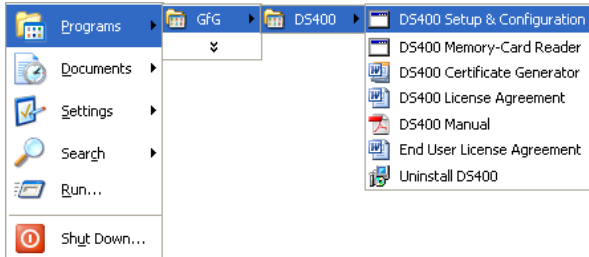 Programs
Documents
Settings
Search
Run...
Shut Down...
GfG
DS400
DS400 Setup & Configuration
DS400 Memory-Card Reader
DS400 Certificate Generator
DS400 License Agreement
DS400 Manual
End User License Agreement
Uninstall DS400